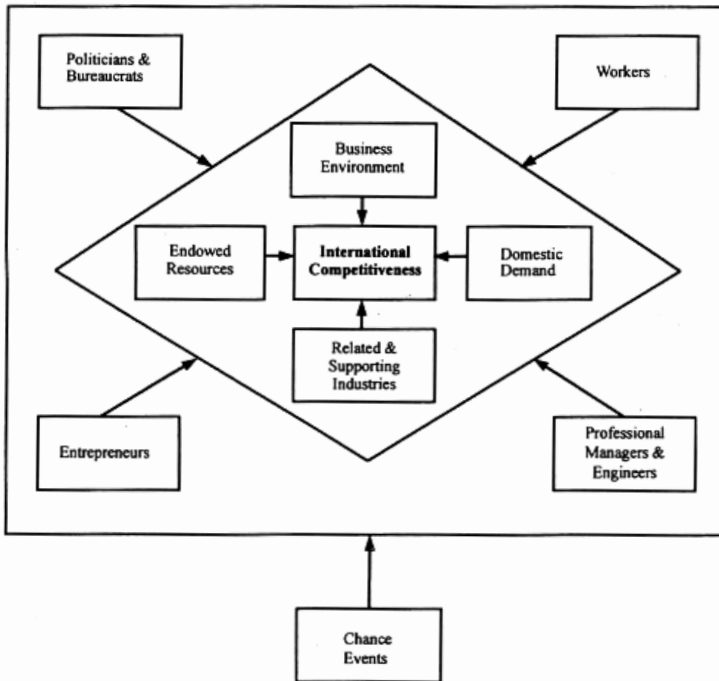 Politicians &
Bureaucrats
Workers
Business
Environment
Endowed
Resources
International
Competitiveness
Domestic
Demand
Related &
Supporting
Industries
Entrepreneurs
Professional
Managers &
Engineers
Chance
Events